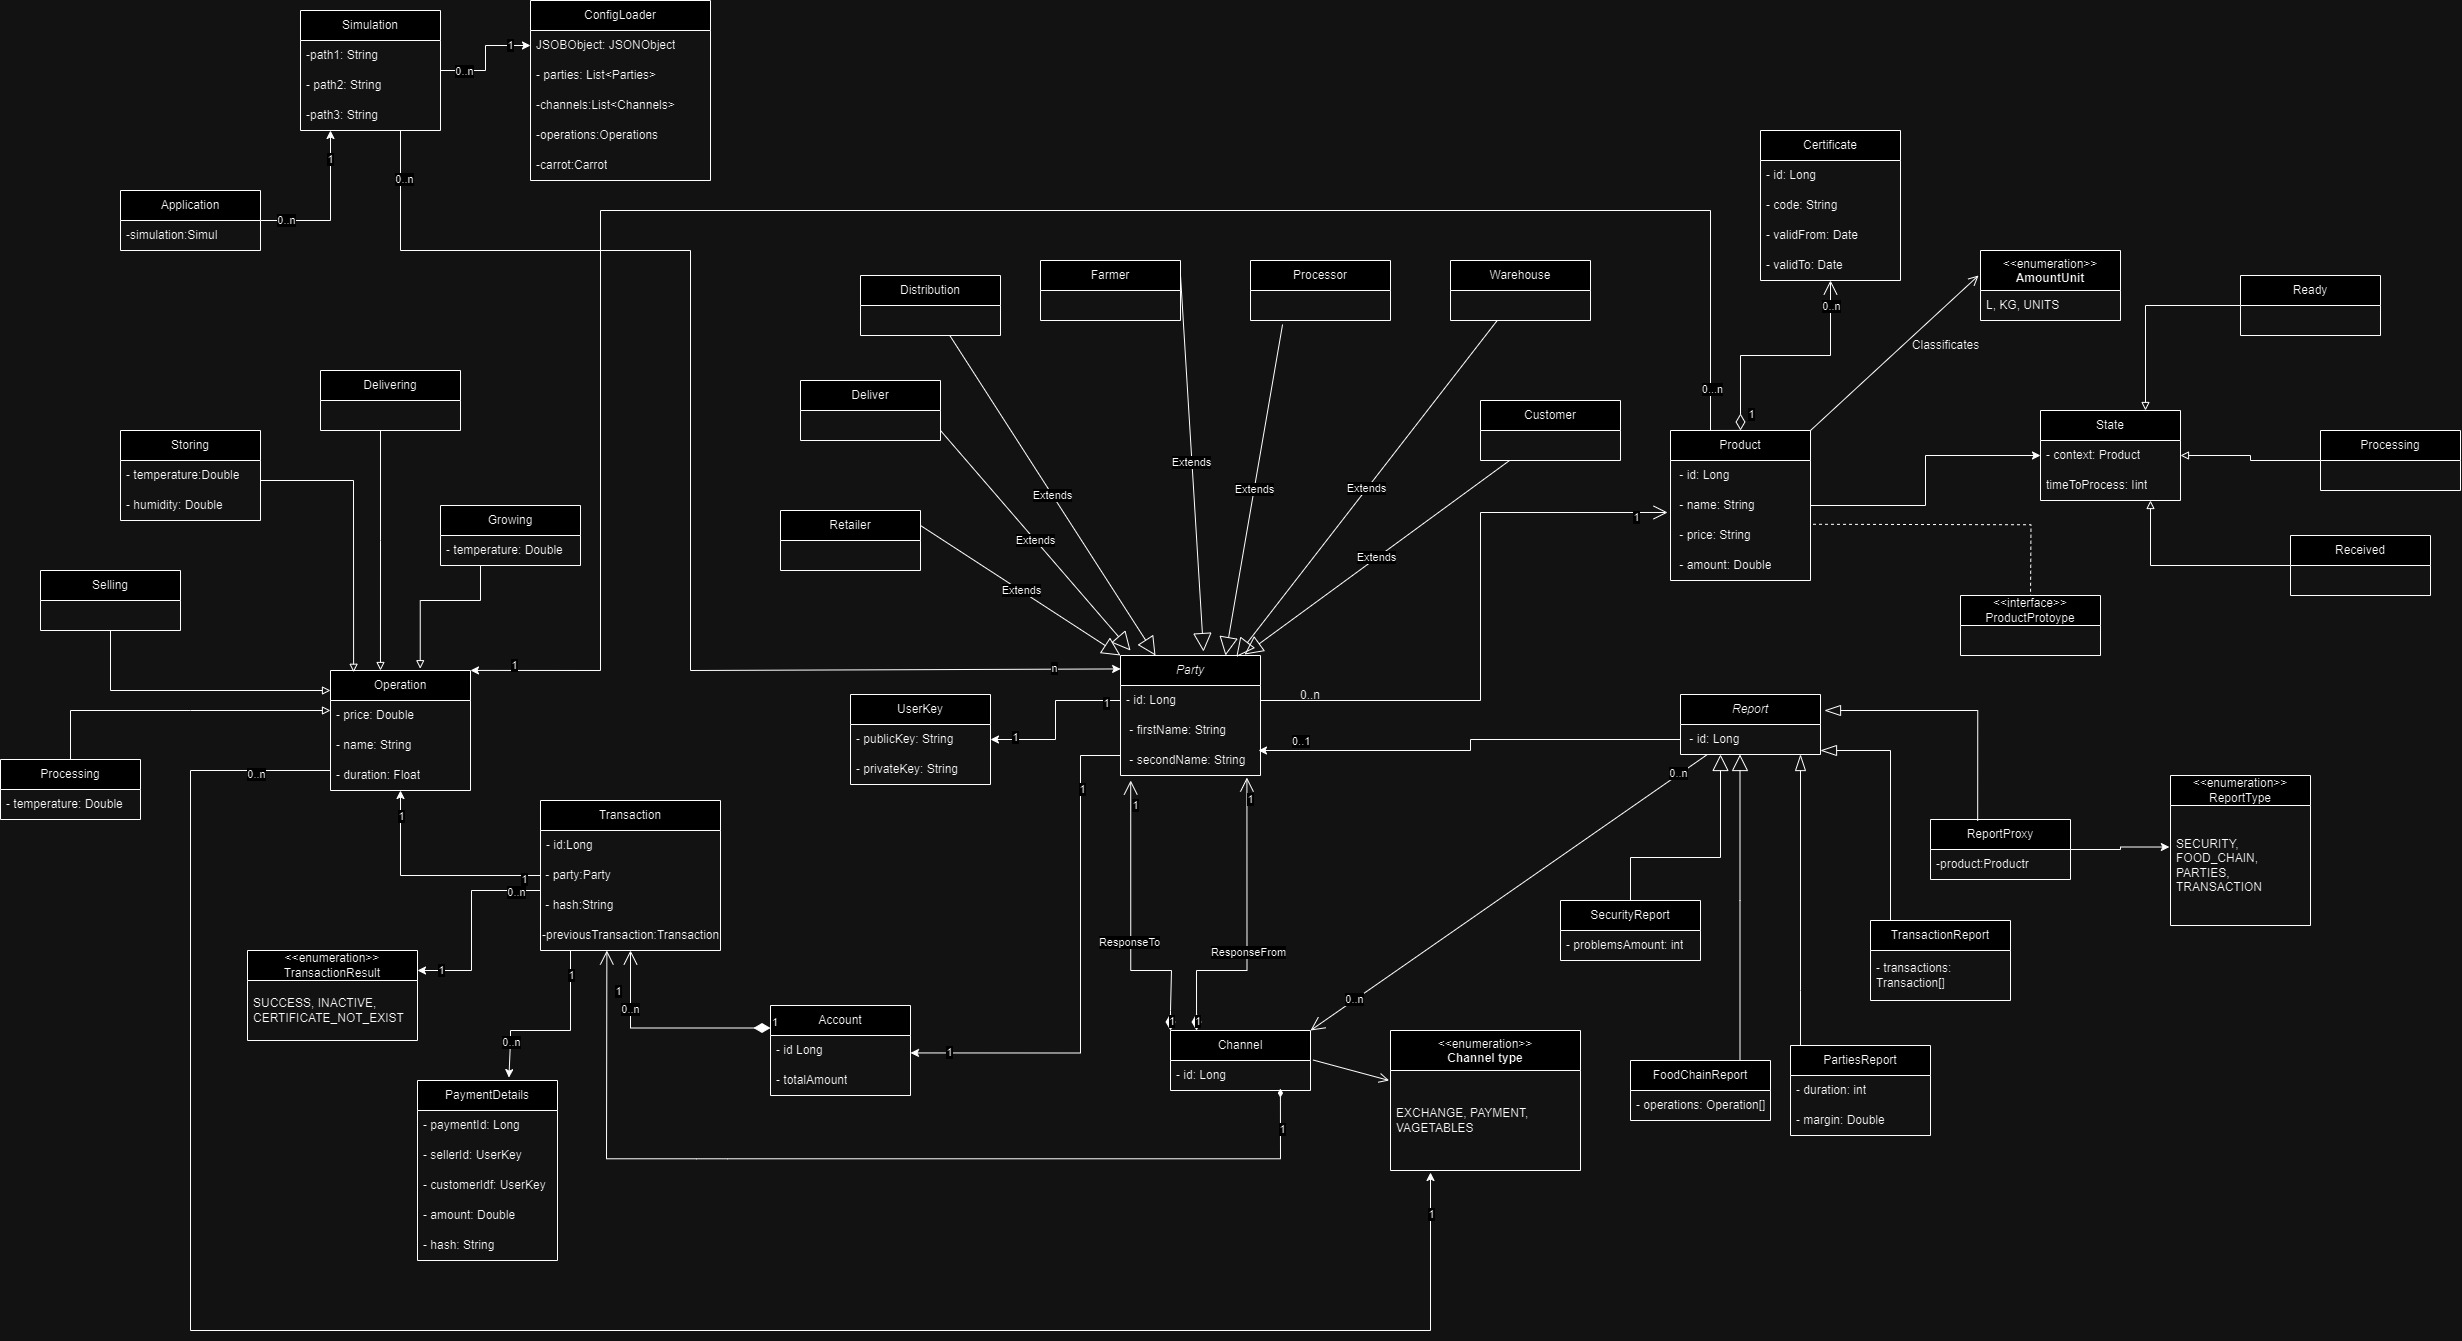 Simulation
-path1: String
- path2: String
-path3: String
0..n
1
ConfigLoader
JSOBObject: JSONObject
- parties: List<Parties>
-channels:List<Channels>
-operations:Operations
-carrot:Carrot
1
0..n
Application
-simulation:Simul
0..n
Certificate
- id: Long
- code: String
- validFrom: Date
- validTo: Date
0..n
1
<<enumeration>>
AmountUnit
L, KG, UNITS
Classificates
Ready
Distribution
Farmer
Processor
Warehouse
Deliver
Customer
Retailer
Extends
Extends
Extends
Extends
Extends
Extends
Extends
0...n
Product
- id: Long
- name: String
- price: String
- amount: Double
1
State
- context: Product
timeToProcess: Iint
Processing
Received
<<interface>>
ProductProtoype
Delivering
Storing
- temperature:Double
- humidity: Double
Growing
- temperature: Double
Selling
Operation
- price: Double
- name: String
- duration: Float
1
Processing
- temperature: Double
0..n
1
n
Party
- id: Long
- firstName: String
- secondName: String
0..n
0..1
1
1
1
1
1
UserKey
- publicKey: String
- privateKey: String
Report
- id: Long
0..n
ReportProxy
-product:Productr
<<enumeration>>
ReportType
SECURITY,
FOOD_CHAIN,
PARTIES,
TRANSACTION
Transaction
- id:Long
- party:Party
- hash:String
-previousTransaction:Transaction
1
0..n
1
<<enumeration>>
TransactionResult
SUCCESS, INACTIVE,
CERTIFICATE_NOT_EXIST
1
0..n
PaymentDetails
- paymentId: Long
- sellerId: UserKey
- customerIdf: UserKey
- amount: Double
- hash: String
1
0..n
1
Account
- id Long
- totalAmount
1
ResponseTo
ResponseFrom
1
1
Channel
- id: Long
1
0..n
<<enumeration>>
Channel type
EXCHANGE, PAYMENT,
VAGETABLES
1
SecurityReport
- problemsAmount: int
TransactionReport
- transactions:
Transaction[]
FoodChainReport
- operations: Operation[]
PartiesReport
- duration: int
- margin: Double